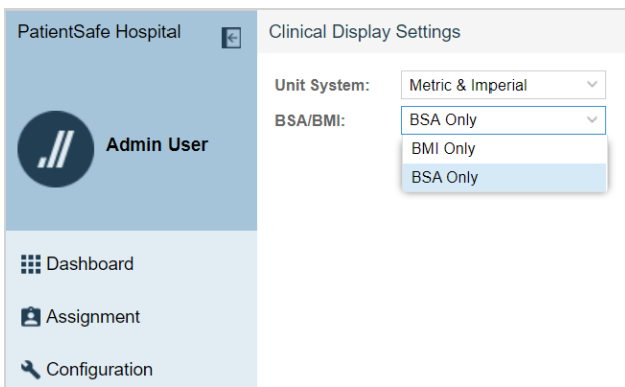 PatientSafe Hospital
Admin User
Dashboard
Assignment
Configuration
Clinical Display Settings
Unit System: Metric & Imperial
BSA/BMI: BSA Only
BMI Only
BSA Only